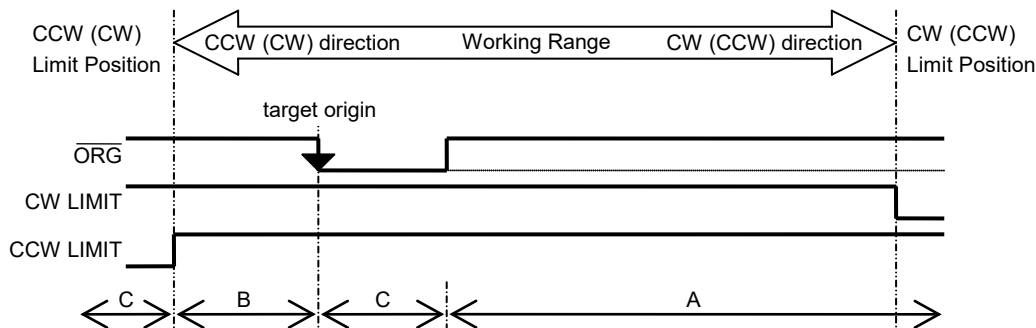 CCW (CW)
Limit Position
CCW (CW) direction
Working Range
CW (CCW) direction
CW (CCW)
Limit Position
target origin
ORG
CW LIMIT
CCW LIMIT
C
B
C
A